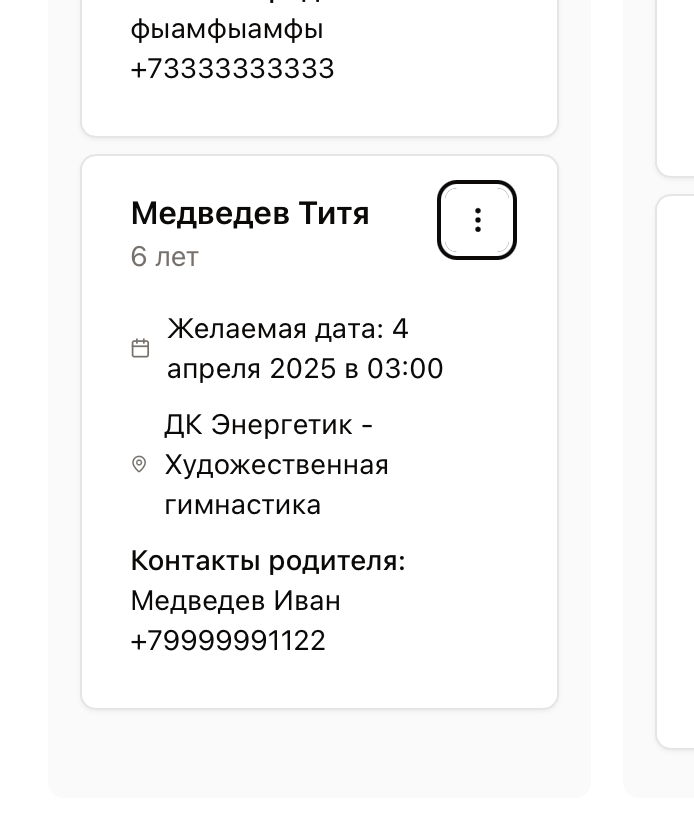 фыамфыамфы
+73333333333
Медведев Титя
6 лет
Желаемая дата: 4
апреля 2025 в 03:00
ДК Энергетик -
Художественная
гимнастика
Контакты родителя:
Медведев Иван
+79999991122